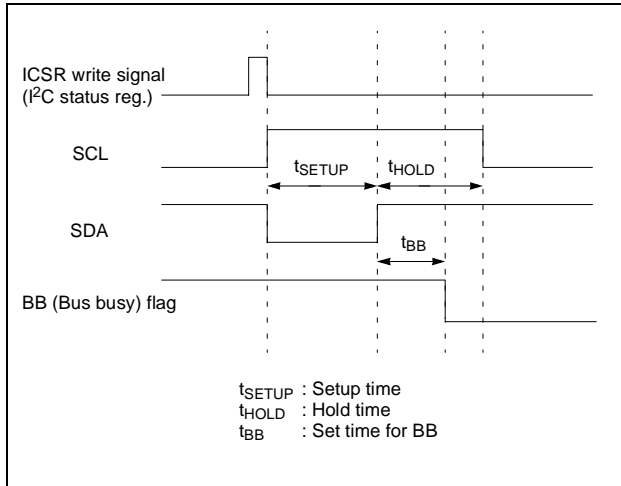 ICSR write signal
(I²C status reg.)
SCL
tSETUP
tHOLD
SDA
tBB
BB (Bus busy) flag
tSETUP : Setup time
tHOLD : Hold time
tBB : Set time for BB